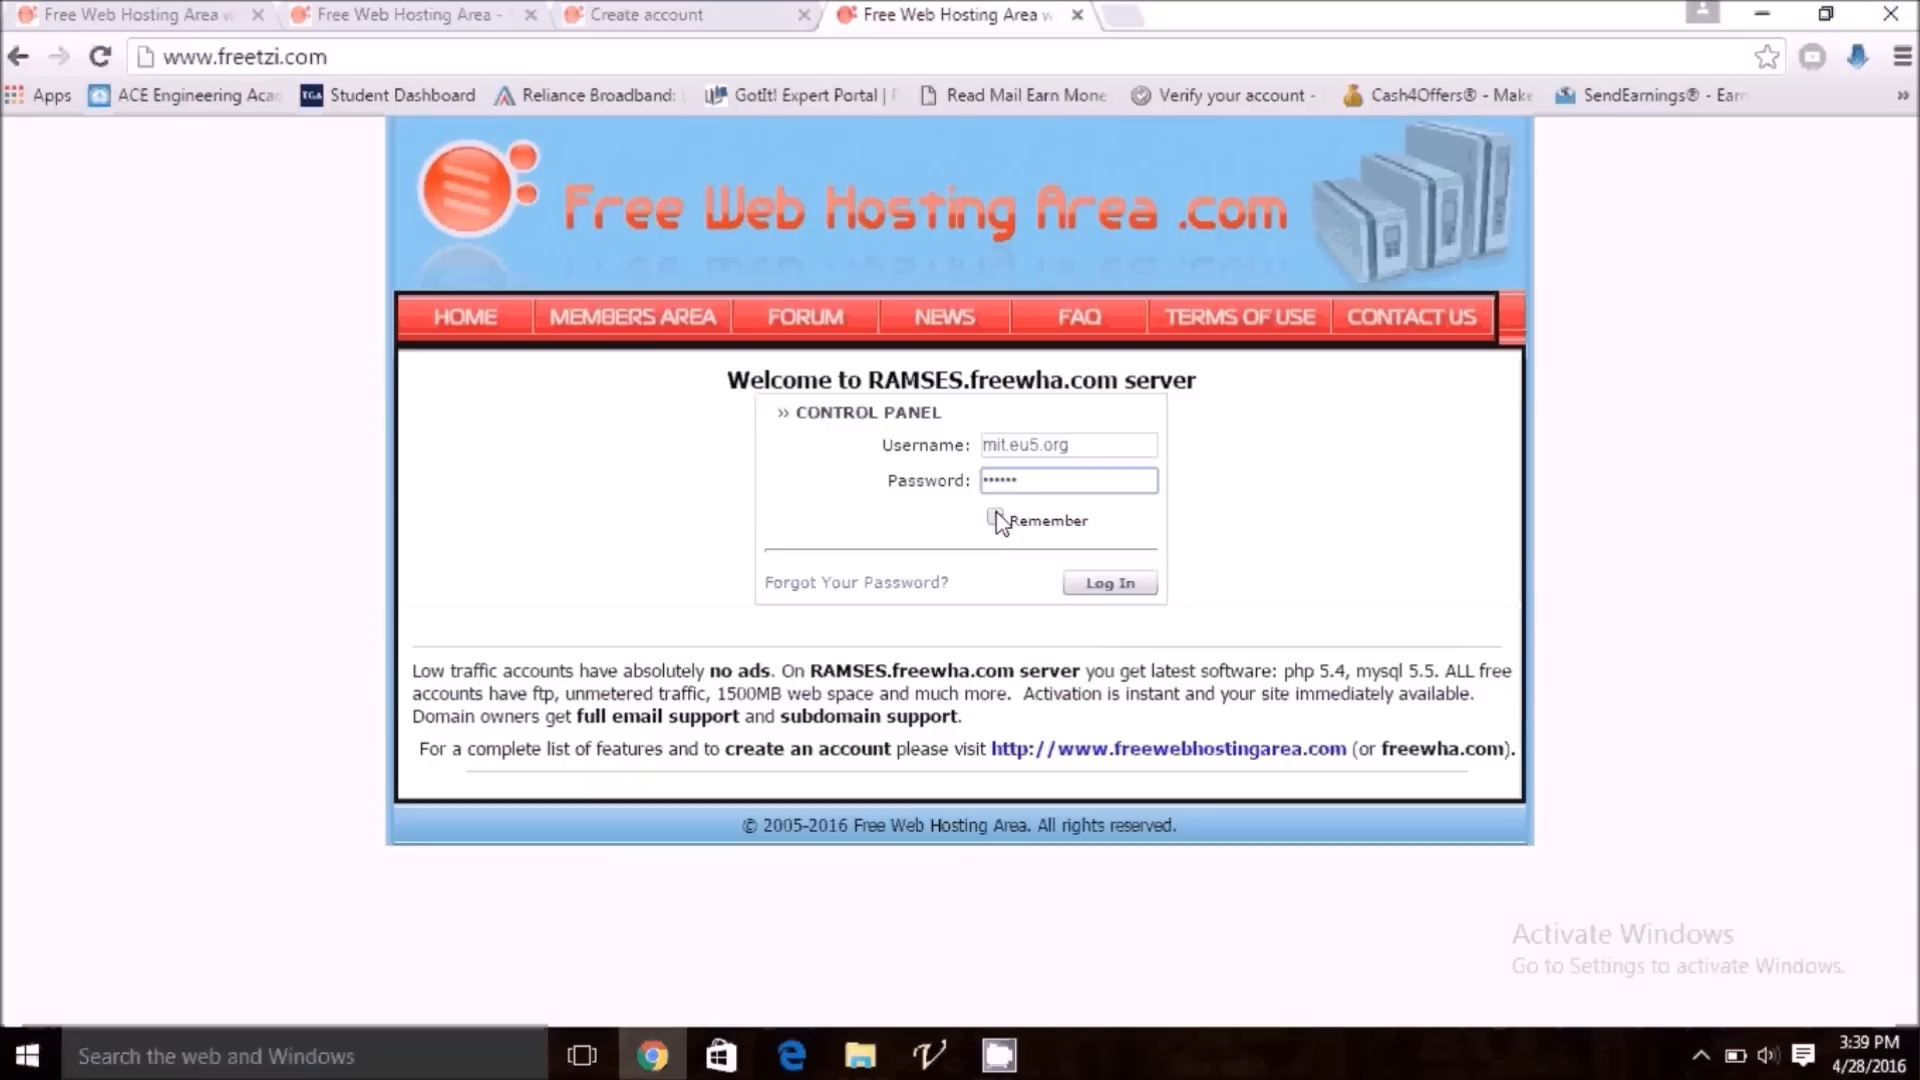 Free Web Hosting Area w
Free Web Hosting Area -
Create account
Free Web Hosting Area w
www.freetzi.com
Apps
ACE Engineering Aca
TGA
Student Dashboard
Reliance Broadband:
GotIt! Expert Portal |
Read Mail Earn Mone
Verify your account -
Cash4Offers® - Make
SendEarnings® - Earn
»
Free Web Hosting Area .com
HOME
MEMBERS AREA
FORUM
NEWS
FAQ
TERMS OF USE
CONTACT US
Welcome to RAMSES.freewha.com server
» CONTROL PANEL
Username: mit.eu5.org
Password: ••••••
Remember
Forgot Your Password?
Log In
Low traffic accounts have absolutely no ads. On RAMSES.freewha.com server you get latest software: php 5.4, mysql 5.5. ALL free
accounts have ftp, unmetered traffic, 1500MB web space and much more. Activation is instant and your site immediately available.
Domain owners get full email support and subdomain support.
For a complete list of features and to create an account please visit http://www.freewebhostingarea.com (or freewha.com).
© 2005-2016 Free Web Hosting Area. All rights reserved.
Activate Windows
Go to Settings to activate Windows.
Search the web and Windows
3:39 PM
4/28/2016